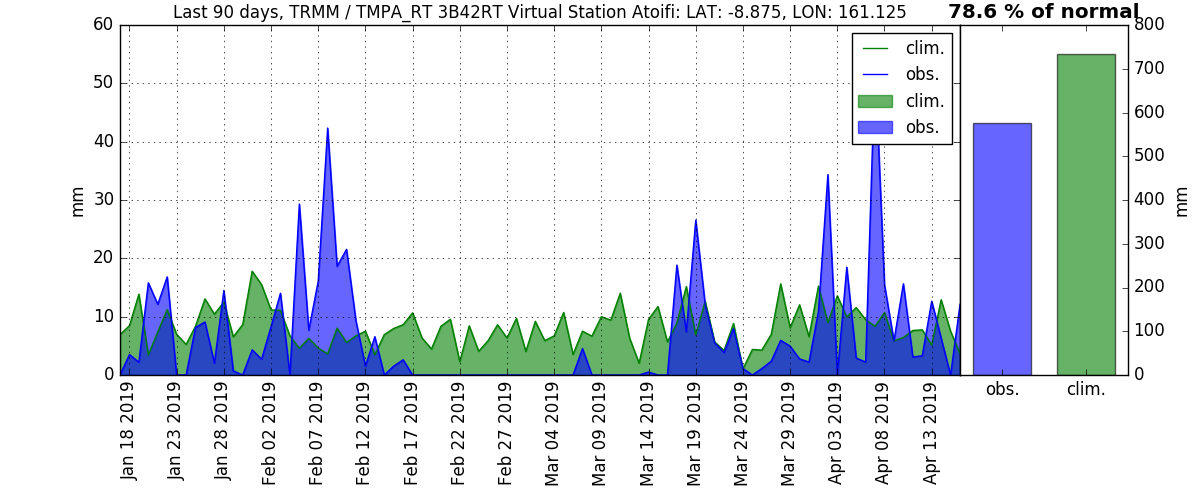 Last 90 days, TRMM / TMPA_RT 3B42RT Virtual Station Atoifi: LAT: -8.875, LON: 161.125
78.6 % of normal
60
50
40
30
20
10
0
mm
clim.
obs.
clim.
obs.
Jan 18 2019
Jan 23 2019
Jan 28 2019
Feb 02 2019
Feb 07 2019
Feb 12 2019
Feb 17 2019
Feb 22 2019
Feb 27 2019
Mar 04 2019
Mar 09 2019
Mar 14 2019
Mar 19 2019
Mar 24 2019
Mar 29 2019
Apr 03 2019
Apr 08 2019
Apr 13 2019
800
700
600
500
400
300
200
100
0
mm
obs.
clim.